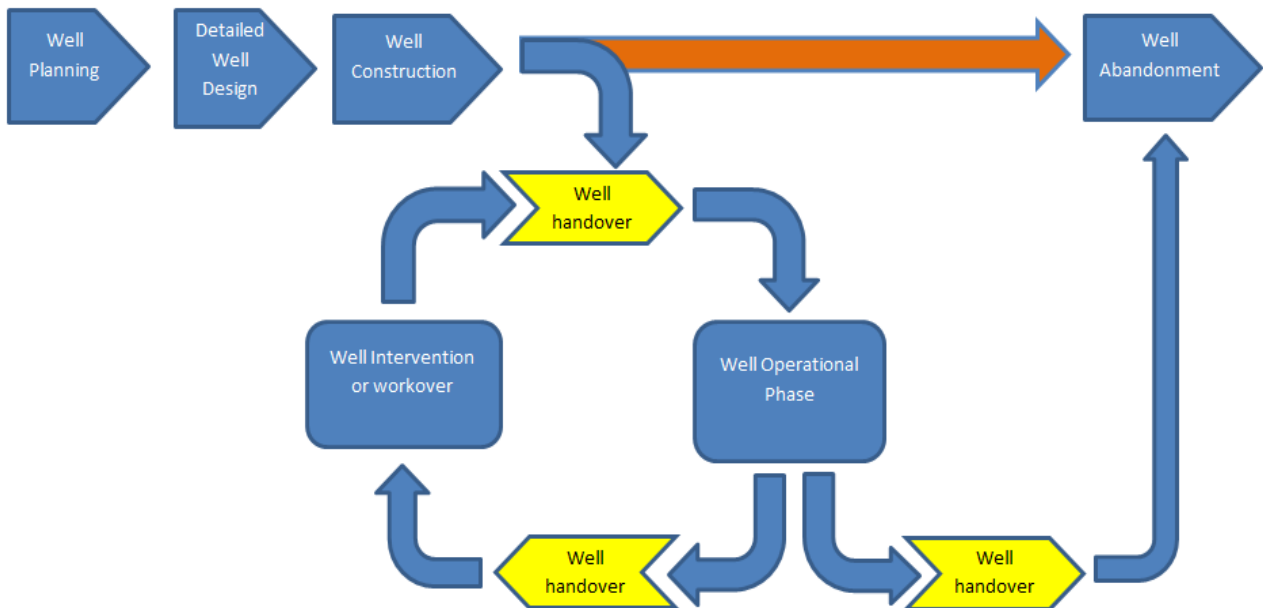 Well
Planning
Detailed
Well
Design
Well
Construction
Well
Abandonment
Well
handover
Well Intervention
or workover
Well Operational
Phase
Well
handover
Well
handover